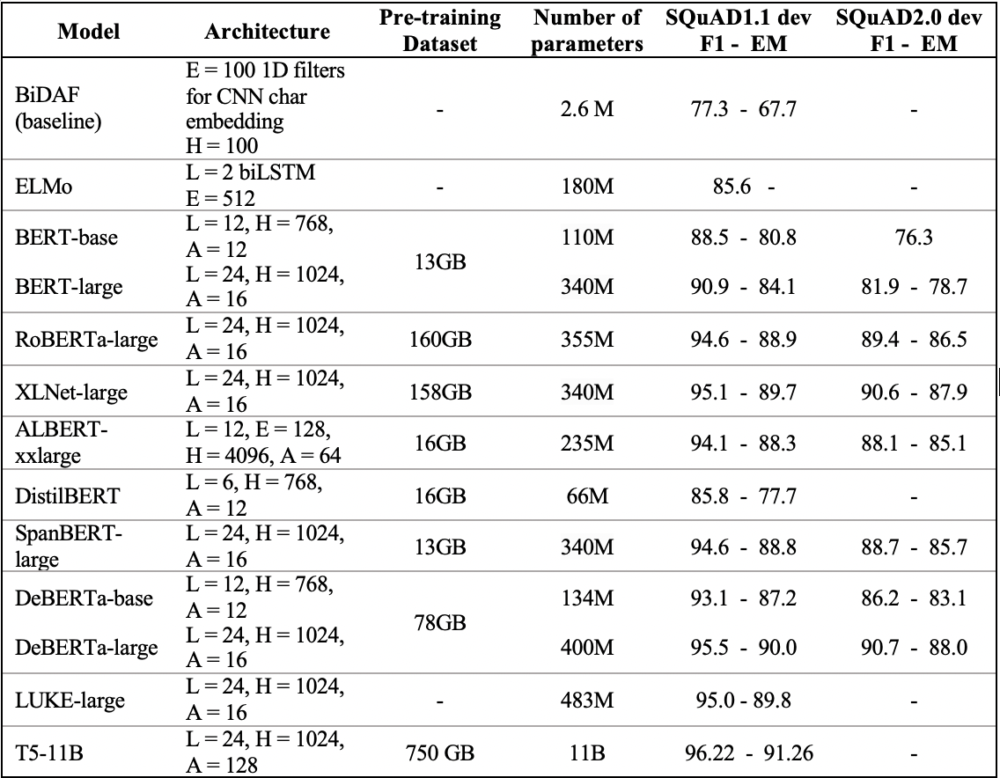 Model Architecture Pre-training Dataset Number of parameters SQuAD1.1 dev F1 - EM SQuAD2.0 dev F1 - EM
BiDAF (baseline) E = 100 1D filters for CNN char embedding H = 100 - 2.6 M 77.3 - 67.7 -
ELMo L = 2 biLSTM E = 512 - 180M 85.6 - -
BERT-base L = 12, H = 768, A = 12 13GB 110M 88.5 - 80.8 76.3
BERT-large L = 24, H = 1024, A = 16 340M 90.9 - 84.1 81.9 - 78.7
RoBERTa-large L = 24, H = 1024, A = 16 160GB 355M 94.6 - 88.9 89.4 - 86.5
XLNet-large L = 24, H = 1024, A = 16 158GB 340M 95.1 - 89.7 90.6 - 87.9
ALBERT-xxlarge L = 12, E = 128, H = 4096, A = 64 16GB 235M 94.1 - 88.3 88.1 - 85.1
DistilBERT L = 6, H = 768, A = 12 16GB 66M 85.8 - 77.7 -
SpanBERT-large L = 24, H = 1024, A = 16 13GB 340M 94.6 - 88.8 88.7 - 85.7
DeBERTa-base L = 12, H = 768, A = 12 78GB 134M 93.1 - 87.2 86.2 - 83.1
DeBERTa-large L = 24, H = 1024, A = 16 400M 95.5 - 90.0 90.7 - 88.0
LUKE-large L = 24, H = 1024, A = 16 - 483M 95.0 - 89.8 -
T5-11B L = 24, H = 1024, A = 128 750 GB 11B 96.22 - 91.26 -